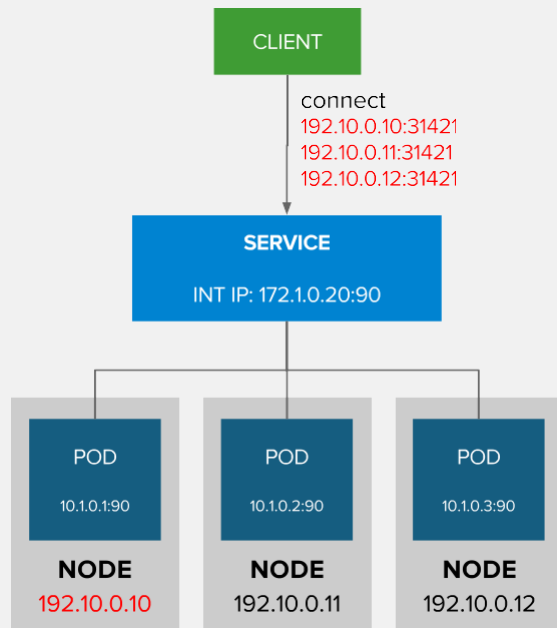 CLIENT
connect
192.10.0.10:31421
192.10.0.11:31421
192.10.0.12:31421
SERVICE
INT IP: 172.1.0.20:90
POD
10.1.0.1:90
NODE
192.10.0.10
POD
10.1.0.2:90
NODE
192.10.0.11
POD
10.1.0.3:90
NODE
192.10.0.12